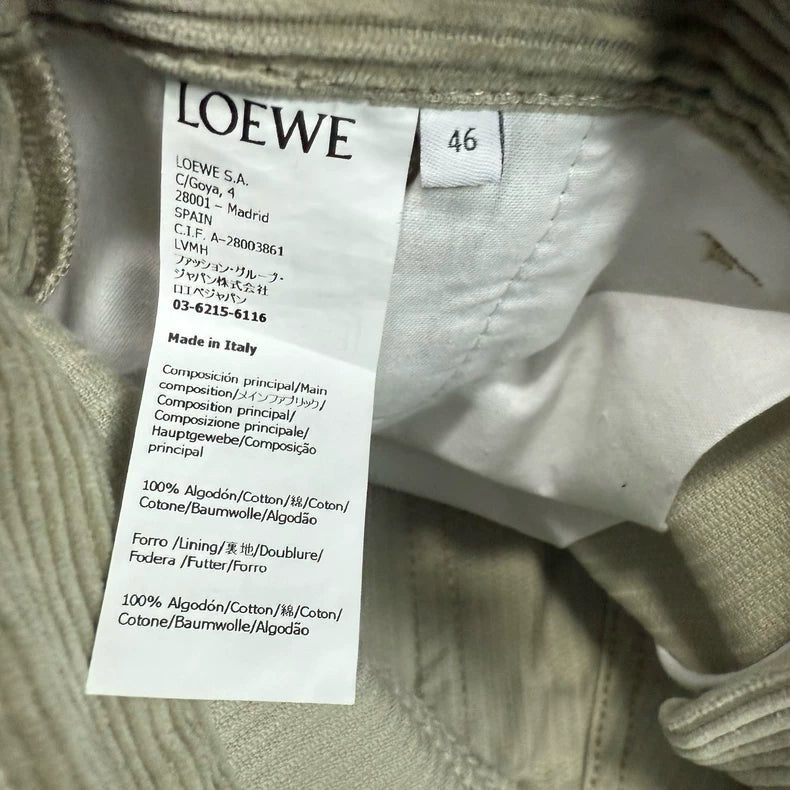 LOEWE
46
LOEWE S.A.
C/Goya, 4
28001 - Madrid
SPAIN
C.I.F. A-28003861
LVMH
ファッション・グループ・
ジャパン株式会社
ロエベジャパン
03-6215-6116
Made in Italy
Composición principal/Main
composition/メインファブリック/
Composition principal/
Composizione principale/
Hauptgewebe/Composição
principal
100% Algodón/Cotton/綿/Coton/
Cotone/Baumwolle/Algodão
Forro /Lining/裏地/Doublure/
Fodera /Futter/Forro
100% Algodón/Cotton/綿/Coton/
Cotone/Baumwolle/Algodão